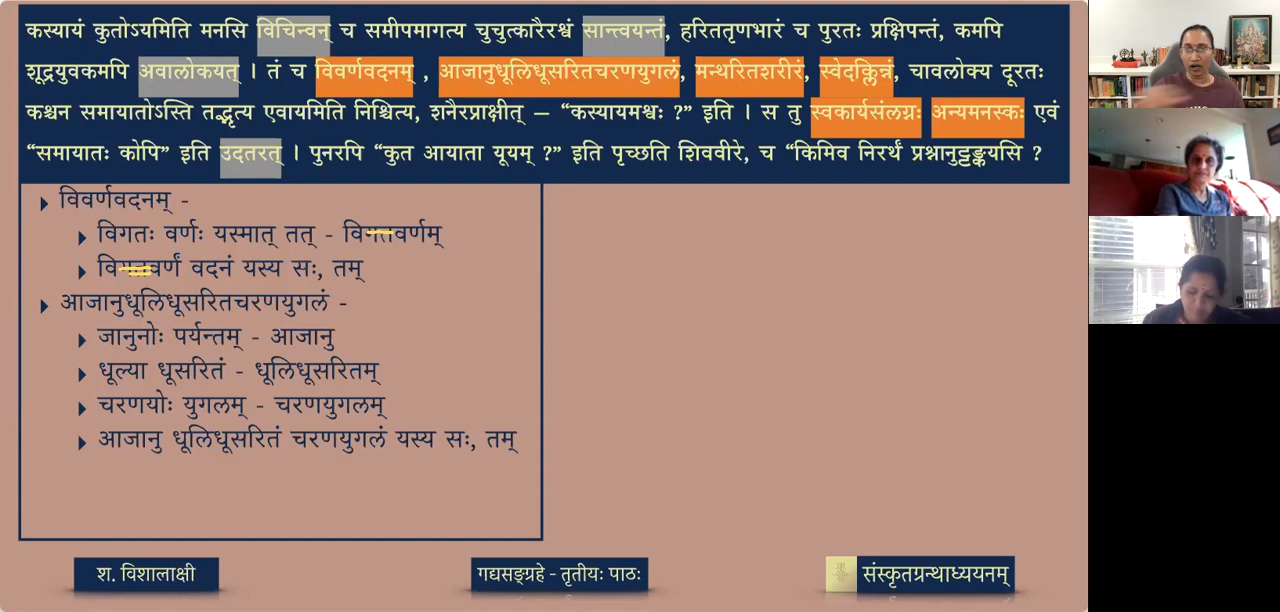 कस्यायं कुतोऽयमिति मनसि विचिन्वन् च समीपमागत्य चुचुत्कारैरश्वं सान्त्वयन्तं, हरिततृणभारं च पुरतः प्रक्षिपन्तं, कमपि
शूद्रयुवकमपि अवालोकयत् । तं च विवर्णवदनम् , आजानुधूलिधूसरितचरणयुगलं, मन्थरितशरीरं, स्वेदक्लिन्नं, चावलोक्य दूरतः
कश्चन समायातोऽस्ति तद्भृत्य एवायमिति निश्चित्य, शनैरप्राक्षीत् – “कस्यायमश्वः ?” इति । स तु स्वकार्यसंलग्नः अन्यमनस्कः एवं
“समायातः कोपि” इति उदतरत् । पुनरपि “कुत आयाता यूयम् ?” इति पृच्छति शिववीरे, च “किमिव निरर्थं प्रश्नानुट्टङ्कयसि ?
विवर्णवदनम् -
विगतः वर्णः यस्मात् तत् - विगतवर्णम्
विगतवर्णं वदनं यस्य सः, तम्
आजानुधूलिधूसरितचरणयुगलं -
जानुनोः पर्यन्तम् - आजानु
धूल्या धूसरितं - धूलिधूसरितम्
चरणयोः युगलम् - चरणयुगलम्
आजानु धूलिधूसरितं चरणयुगलं यस्य सः, तम्
श. विशालाक्षी
गद्यसङ्ग्रहे - तृतीयः पाठः
संस्कृतग्रन्थाध्ययनम्